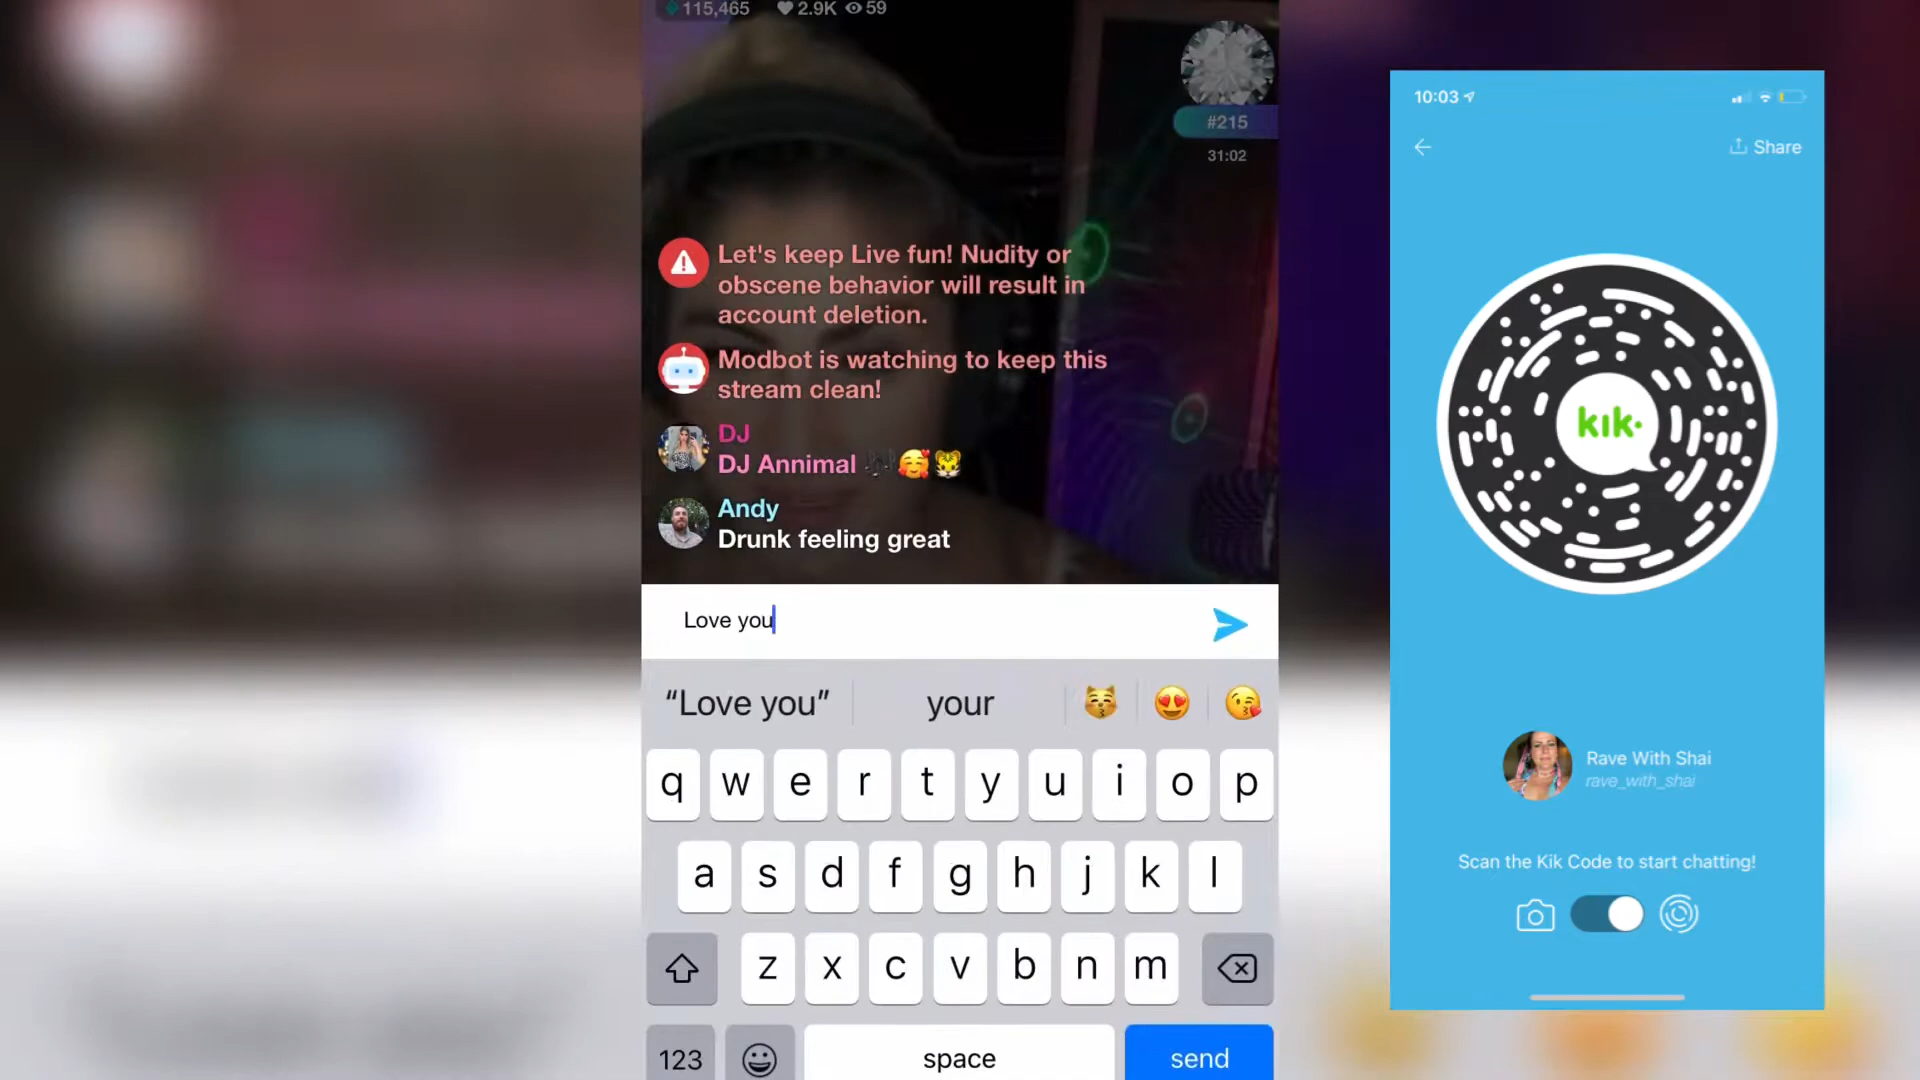 115,465 2.9K 59
#215
31:02
Let's keep Live fun! Nudity or
obscene behavior will result in
account deletion.
Modbot is watching to keep this
stream clean!
DJ
DJ Annimal 🎶🥰🐯
Andy
Drunk feeling great
Love you
“Love you” your 😽 😍 😘
q w e r t y u i o p
a s d f g h j k l
z x c v b n m
123 space send
10:03
Share
kik·
Rave With Shai
rave_with_shai
Scan the Kik Code to start chatting!